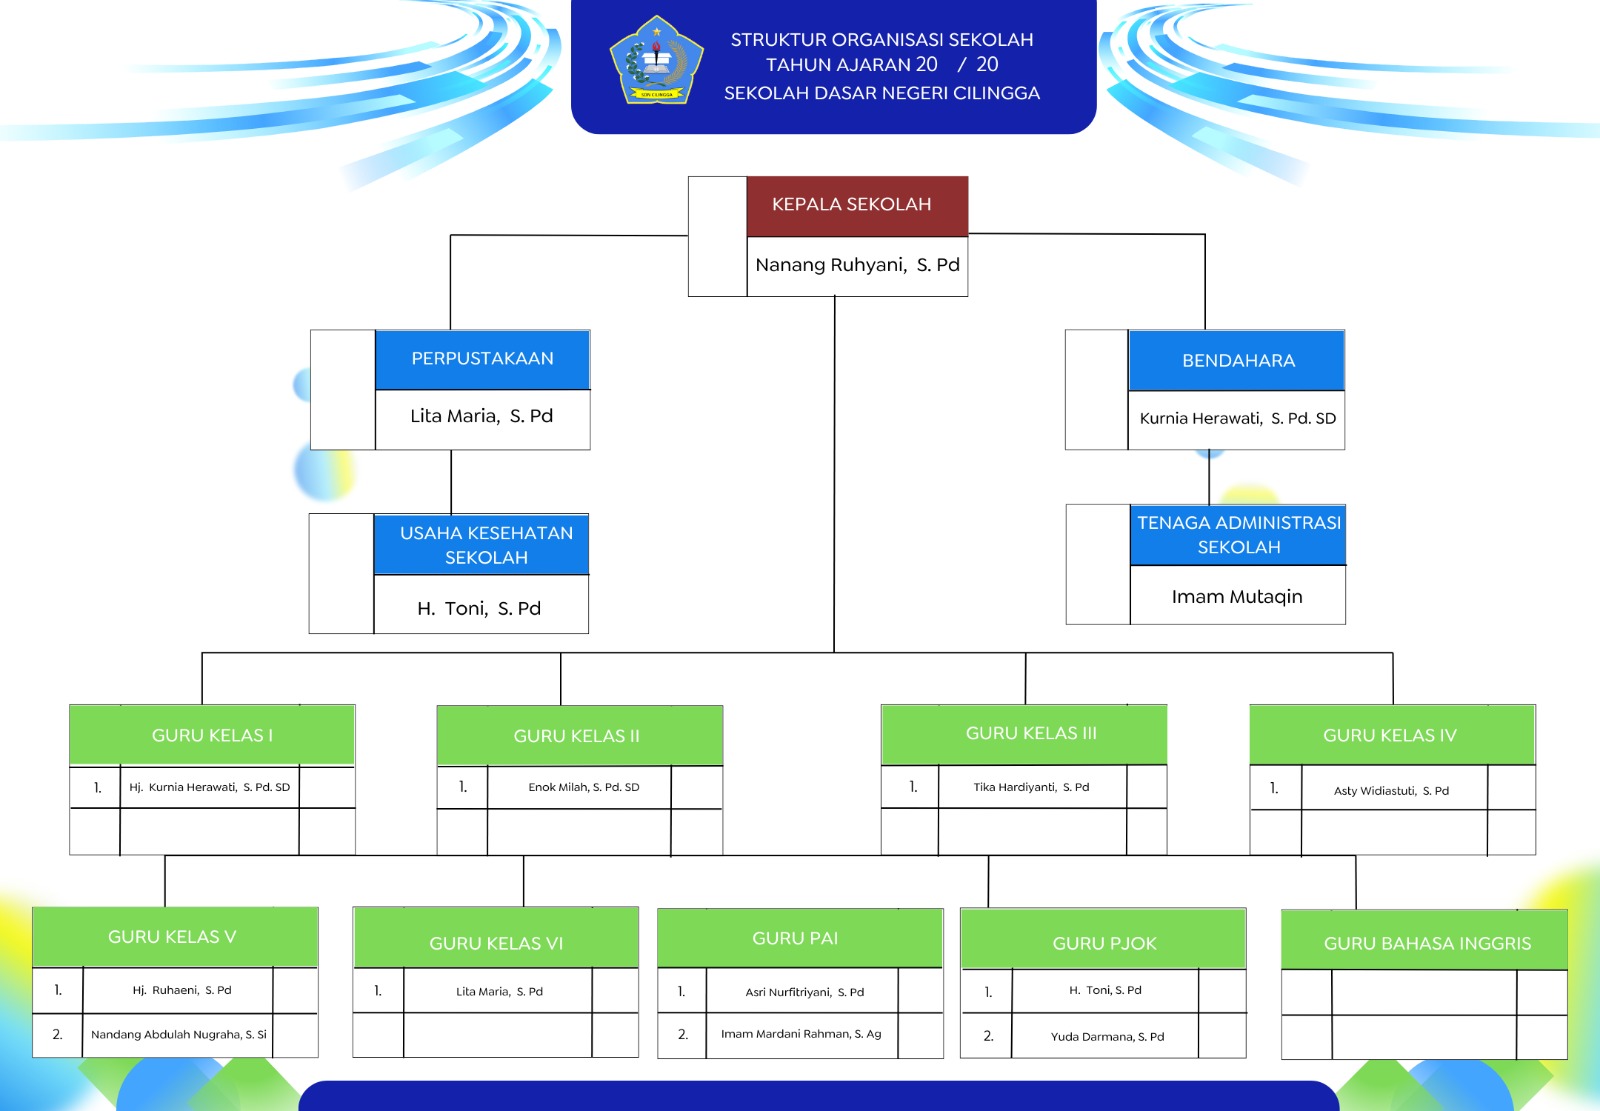 STRUKTUR ORGANISASI SEKOLAH
TAHUN AJARAN 20 / 20
SEKOLAH DASAR NEGERI CILINGGA
SDN CILINGGA
KEPALA SEKOLAH
Nanang Ruhyani, S. Pd
PERPUSTAKAAN
Lita Maria, S. Pd
BENDAHARA
Kurnia Herawati, S. Pd. SD
USAHA KESEHATAN
SEKOLAH
H. Toni, S. Pd
TENAGA ADMINISTRASI
SEKOLAH
Imam Mutaqin
GURU KELAS I
1. Hj. Kurnia Herawati, S. Pd. SD
GURU KELAS II
1. Enok Milah, S. Pd. SD
GURU KELAS III
1. Tika Hardiyanti, S. Pd
GURU KELAS IV
1. Asty Widiastuti, S. Pd
GURU KELAS V
1. Hj. Ruhaeni, S. Pd
2. Nandang Abdulah Nugraha, S. Si
GURU KELAS VI
1. Lita Maria, S. Pd
GURU PAI
1. Asri Nurfitriyani, S. Pd
2. Imam Mardani Rahman, S. Ag
GURU PJOK
1. H. Toni, S. Pd
2. Yuda Darmana, S. Pd
GURU BAHASA INGGRIS